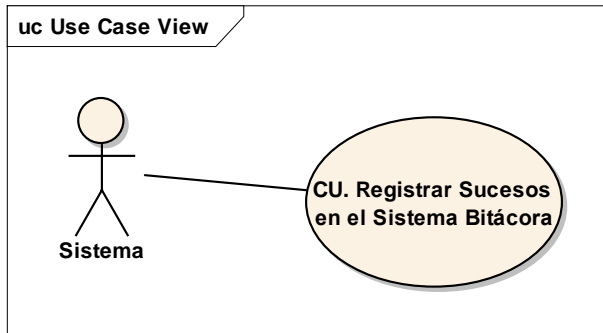 uc Use Case View
CU. Registrar Sucesos
en el Sistema Bitácora
Sistema